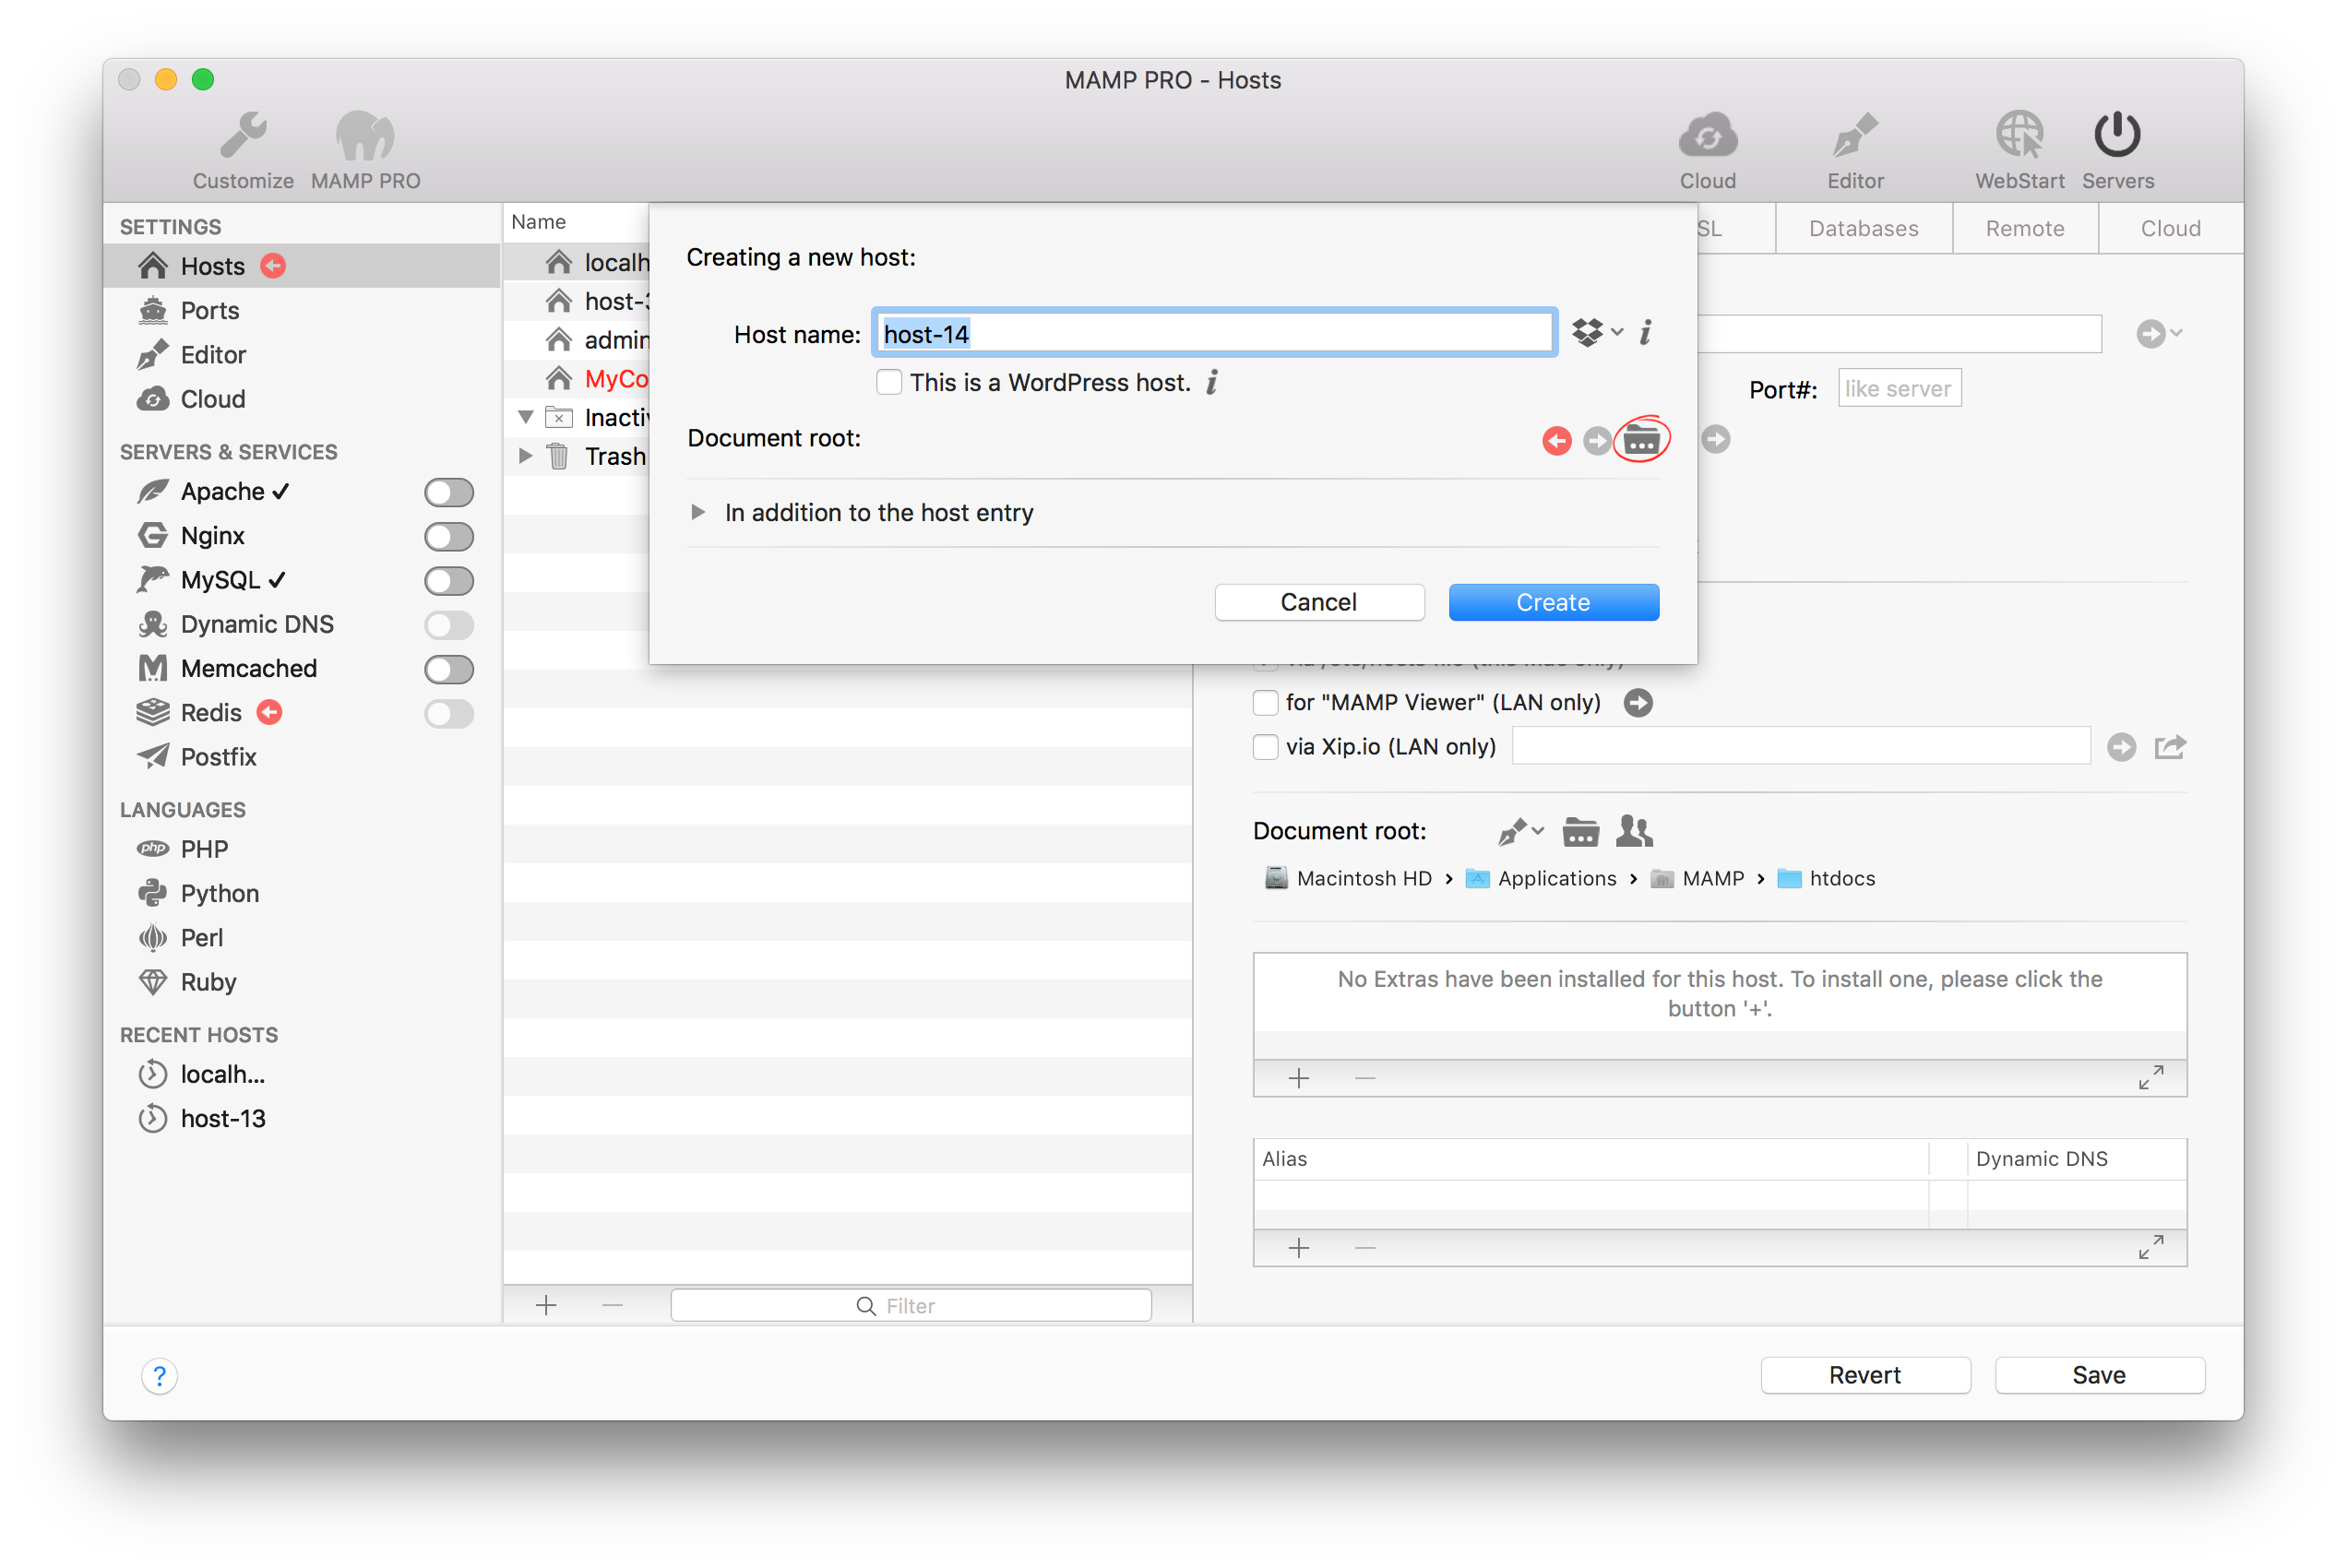 MAMP PRO - Hosts
Customize
MAMP PRO
Cloud
Editor
WebStart
Servers
SETTINGS
Hosts
Ports
Editor
Cloud
SERVERS & SERVICES
Apache ✓
Nginx
MySQL ✓
Dynamic DNS
Memcached
Redis
Postfix
LANGUAGES
php PHP
Python
Perl
Ruby
RECENT HOSTS
localh...
host-13
Name
localh
host-3
admin
MyCo
Inactiv
Trash
Filter
Creating a new host:
Host name: host-14
This is a WordPress host.
Document root:
In addition to the host entry
Cancel
Create
SL
Databases
Remote
Cloud
Port#: like server
for "MAMP Viewer" (LAN only)
via Xip.io (LAN only)
Document root:
Macintosh HD › Applications › MAMP › htdocs
No Extras have been installed for this host. To install one, please click the
button '+'.
Alias
Dynamic DNS
?
Revert
Save